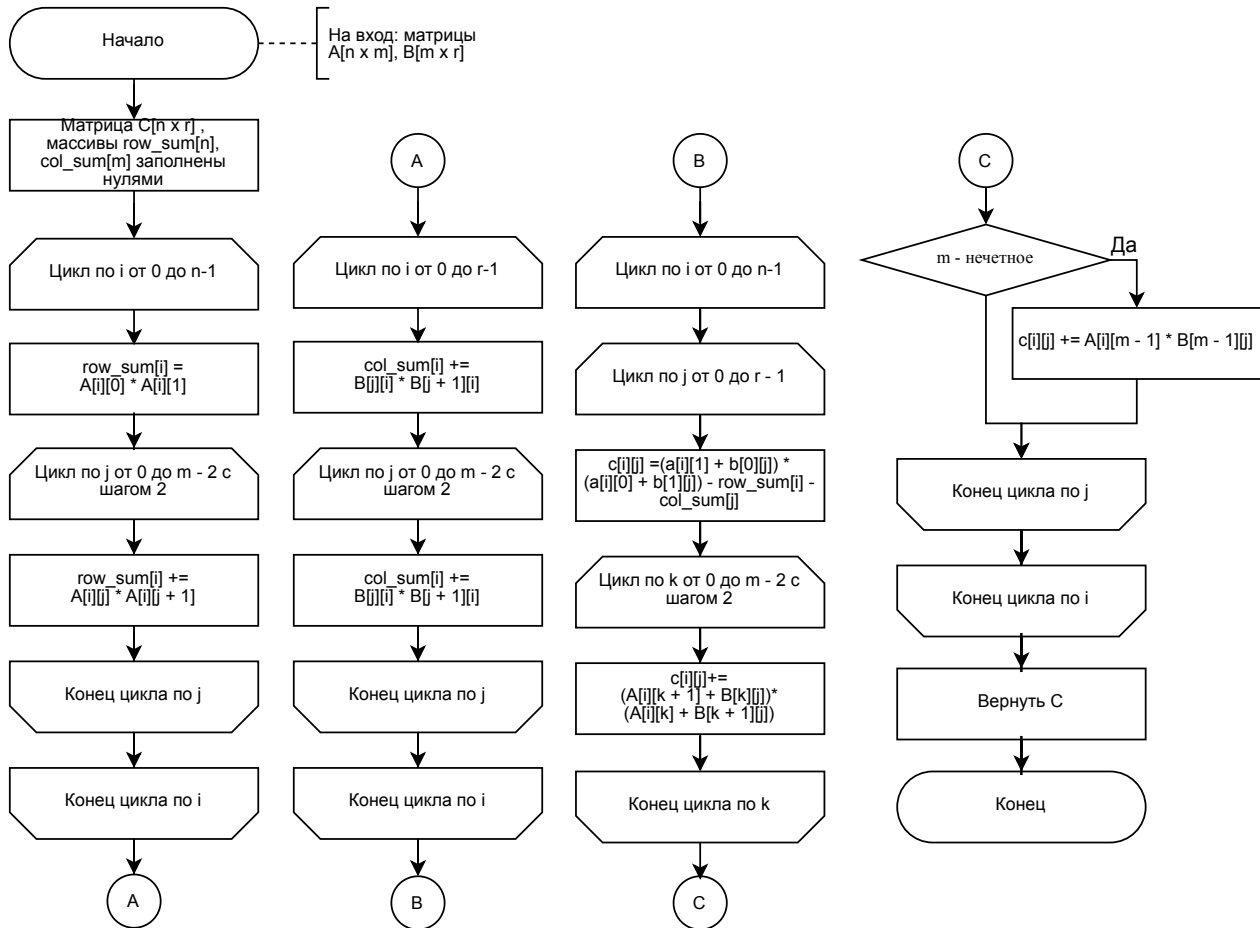 Начало
На вход: матрицы
A[n x m], B[m x r]
Матрица C[n x r] ,
массивы row_sum[n],
col_sum[m] заполнены
нулями
Цикл по i от 0 до n-1
row_sum[i] =
A[i][0] * A[i][1]
Цикл по j от 0 до m - 2 с
шагом 2
row_sum[i] +=
A[i][j] * A[i][j + 1]
Конец цикла по j
Конец цикла по i
A
A
Цикл по i от 0 до r-1
col_sum[i] +=
B[j][i] * B[j + 1][i]
Цикл по j от 0 до m - 2 с
шагом 2
col_sum[i] +=
B[j][i] * B[j + 1][i]
Конец цикла по j
Конец цикла по i
B
B
Цикл по i от 0 до n-1
Цикл по j от 0 до r - 1
c[i][j] =(a[i][1] + b[0][j]) *
(a[i][0] + b[1][j]) - row_sum[i] -
col_sum[j]
Цикл по k от 0 до m - 2 с
шагом 2
c[i][j]+=
(A[i][k + 1] + B[k][j])*
(A[i][k] + B[k + 1][j])
Конец цикла по k
C
C
m - нечетное
Да
c[i][j] += A[i][m - 1] * B[m - 1][j]
Конец цикла по j
Конец цикла по i
Вернуть C
Конец